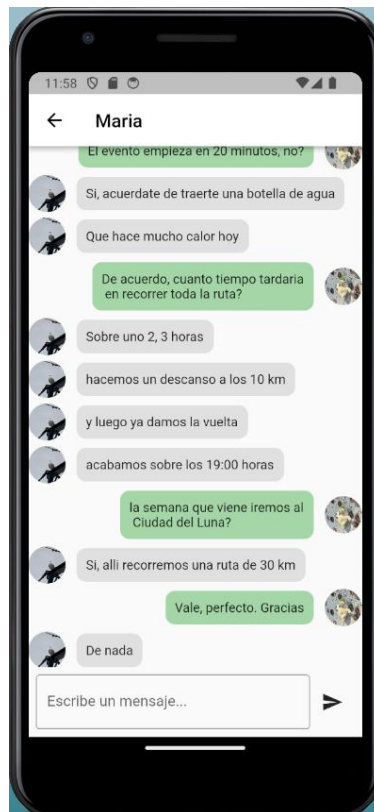 11:58
Maria
El evento empieza en 20 minutos, no?
Si, acuerdate de traerte una botella de agua
Que hace mucho calor hoy
De acuerdo, cuanto tiempo tardaria
en recorrer toda la ruta?
Sobre uno 2, 3 horas
hacemos un descanso a los 10 km
y luego ya damos la vuelta
acabamos sobre los 19:00 horas
la semana que viene iremos al
Ciudad del Luna?
Si, alli recorremos una ruta de 30 km
Vale, perfecto. Gracias
De nada
Escribe un mensaje...